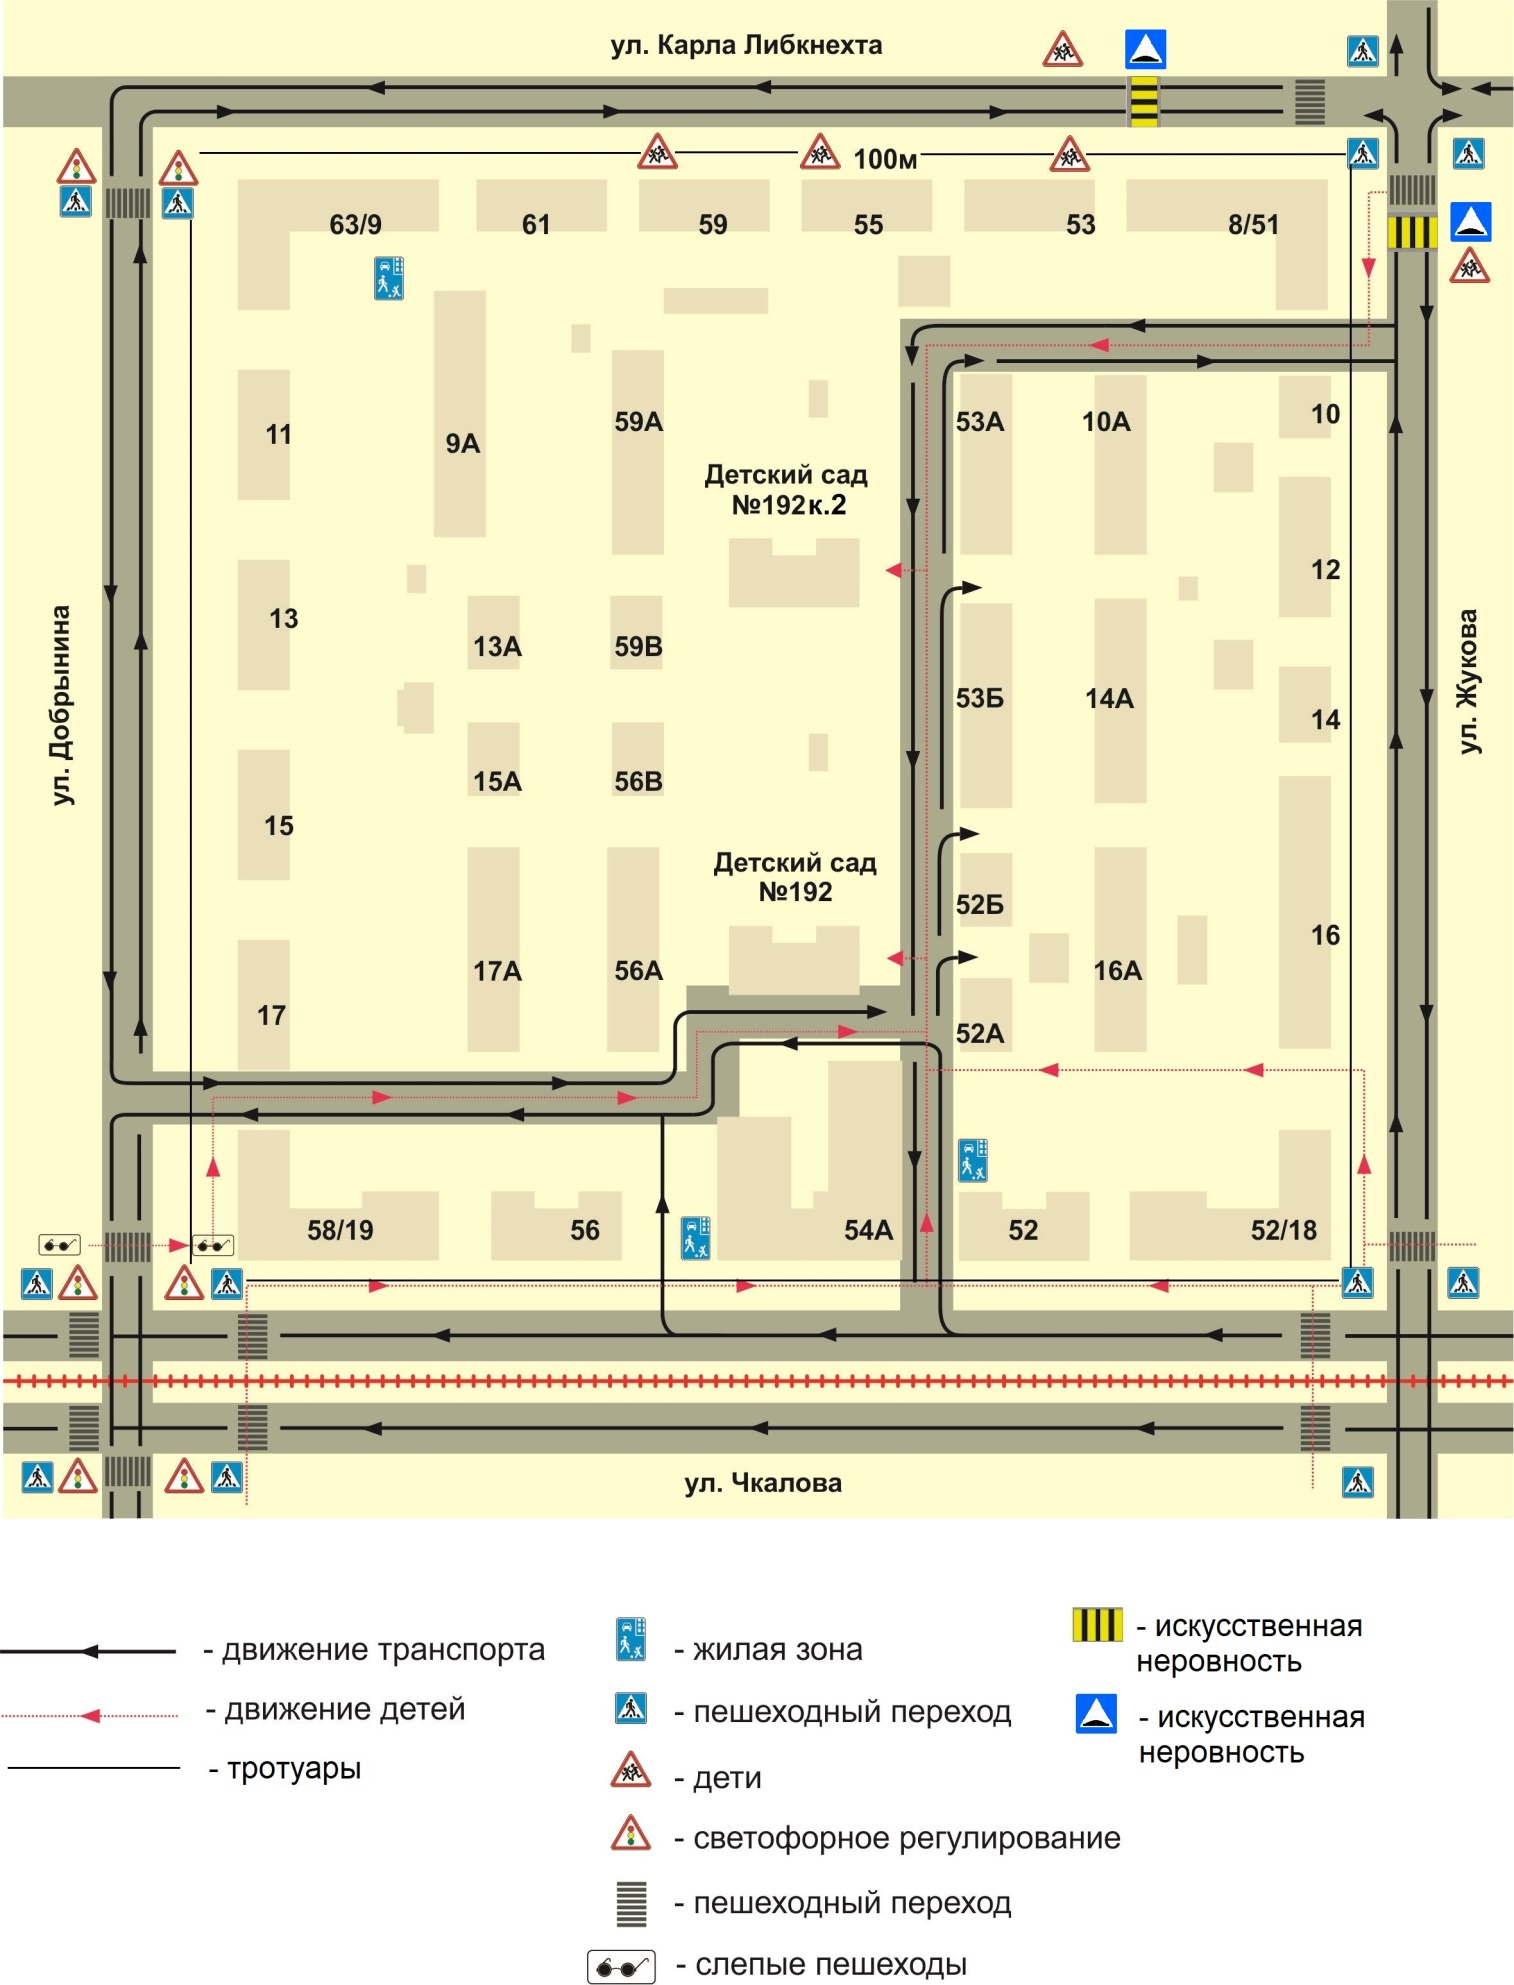 ул. Карла Либкнехта
100м
63/9
61
59
55
53
8/51
11
9А
59А
53А
10А
10
Детский сад
№192к.2
12
13
13А
59В
ул. Добрынина
ул. Жукова
53Б
14А
14
15А
56В
15
Детский сад
№192
52Б
16
17А
56А
16А
17
52А
58/19
56
54А
52
52/18
ул. Чкалова
- движение транспорта
- движение детей
- тротуары
- жилая зона
- пешеходный переход
- дети
- светофорное регулирование
- пешеходный переход
- слепые пешеходы
- искусственная
неровность
- искусственная
неровность